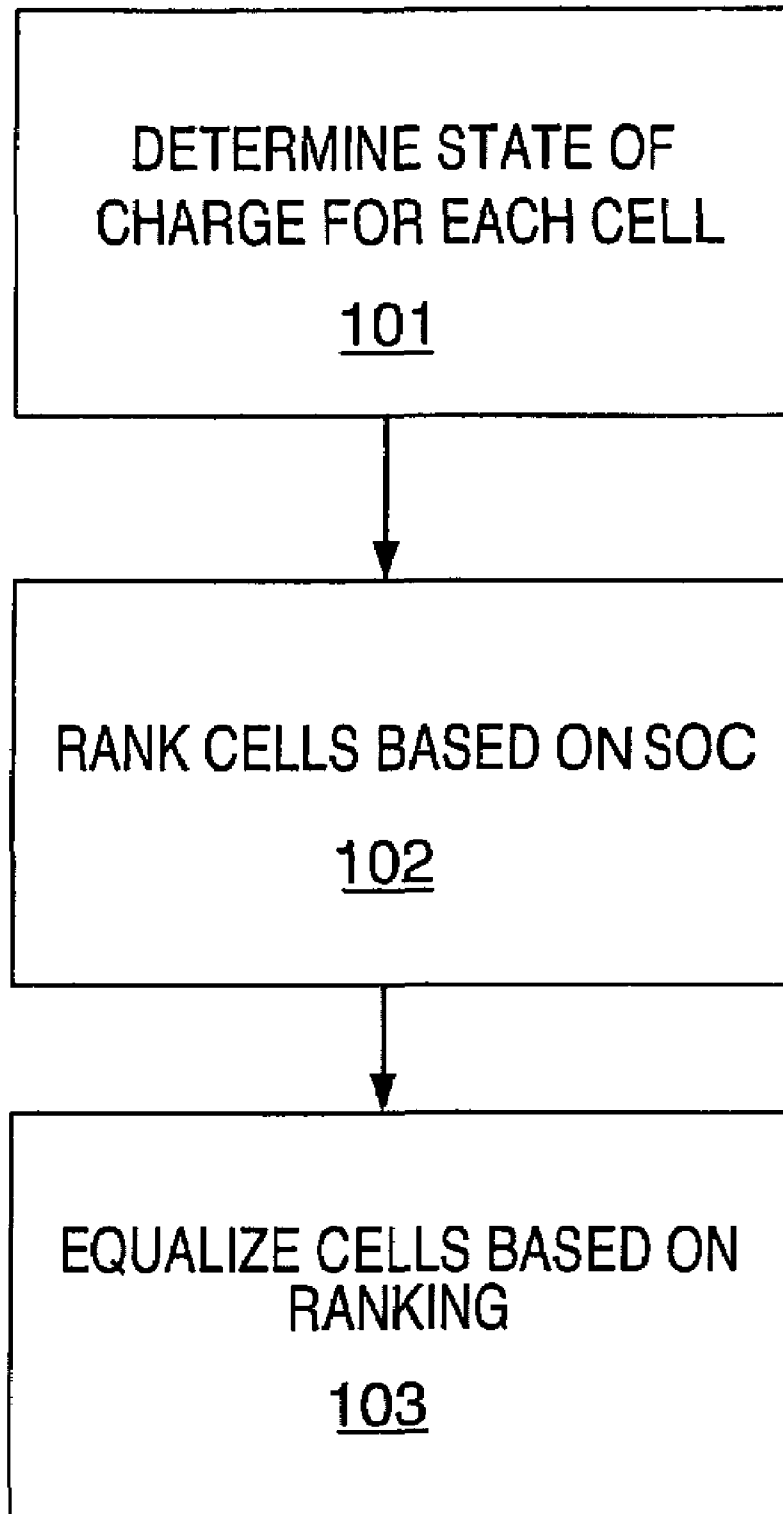 DETERMINE STATE OF
CHARGE FOR EACH CELL
101
RANK CELLS BASED ON SOC
102
EQUALIZE CELLS BASED ON
RANKING
103